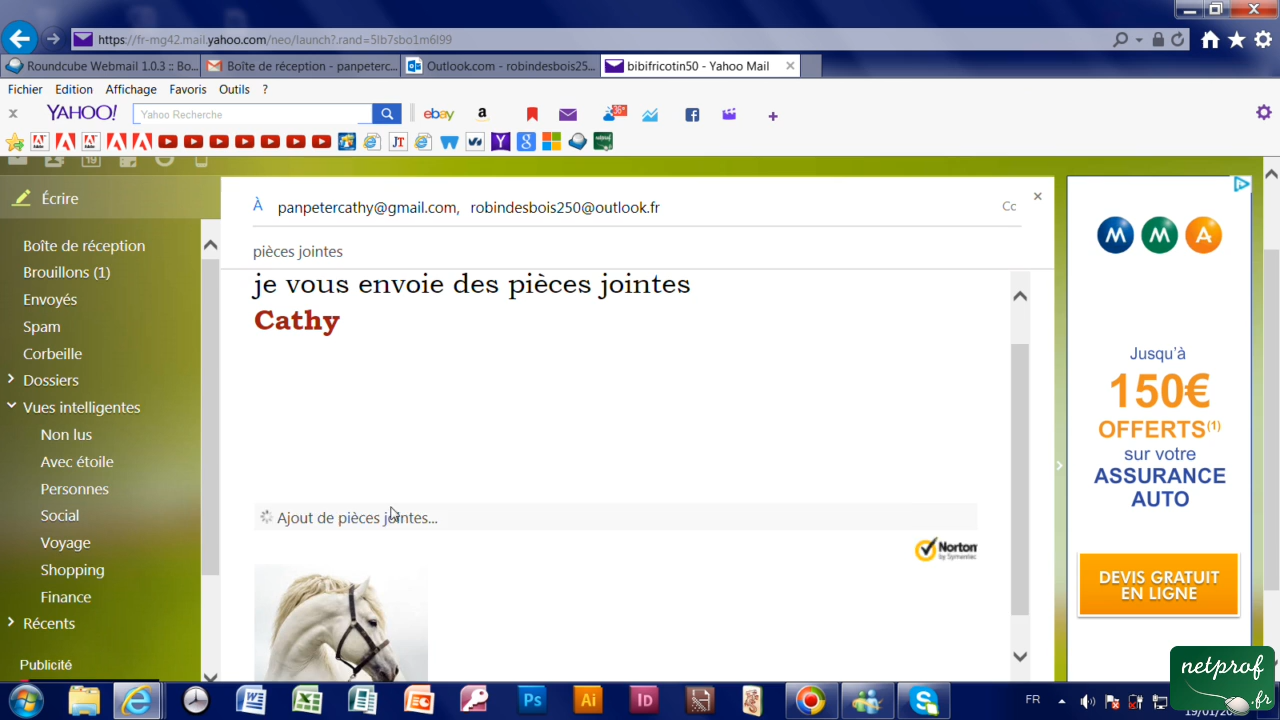 https://fr-mg42.mail.yahoo.com/neo/launch?.rand=5lb7sbo1m6l99
Roundcube Webmail 1.0.3 :: Bo...
Boîte de réception - panpeterc...
Outlook.com - robindesbois25...
bibifricotin50 - Yahoo Mail
Fichier Edition Affichage Favoris Outils ?
x YAHOO! Yahoo Recherche ebay a
Écrire
À panpetercathy@gmail.com, robindesbois250@outlook.fr Cc
pièces jointes
je vous envoie des pièces jointes
Cathy
Ajout de pièces jointes...
Norton
by Symantec
Boîte de réception
Brouillons (1)
Envoyés
Spam
Corbeille
Dossiers
Vues intelligentes
Non lus
Avec étoile
Personnes
Social
Voyage
Shopping
Finance
Récents
Publicité
MMA
Jusqu'à
150€
OFFERTS(1)
sur votre
ASSURANCE
AUTO
DEVIS GRATUIT
EN LIGNE
netprof
.fr
FR